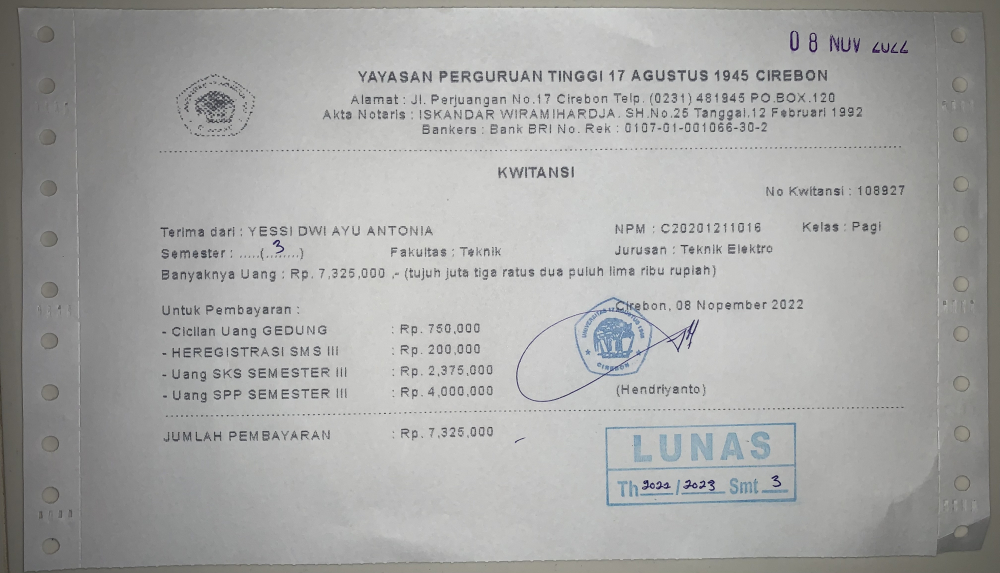 08 NOV 2022
YAYASAN PERGURUAN TINGGI 17 AGUSTUS 1945 CIREBON
Alamat : Jl. Perjuangan No.17 Cirebon Telp. (0231) 481945 PO.BOX.120
Akta Notaris : ISKANDAR WIRAMIHARDJA. SH.No.25 Tanggal.12 Februari 1992
Bankers : Bank BRI No. Rek : 0107-01-001066-30-2
KWITANSI
No Kwitansi : 108927
Terima dari : YESSI DWI AYU ANTONIA NPM : C20201211016 Kelas : Pagi
Semester : .....(...3...) Fakultas : Teknik Jurusan : Teknik Elektro
Banyaknya Uang : Rp. 7,325,000 ,- (tujuh juta tiga ratus dua puluh lima ribu rupiah)
Untuk Pembayaran : Cirebon, 08 Nopember 2022
- Cicilan Uang GEDUNG : Rp. 750,000
- HEREGISTRASI SMS III : Rp. 200,000
- Uang SKS SEMESTER III : Rp. 2,375,000
- Uang SPP SEMESTER III : Rp. 4,000,000
UNIVERSITAS 17 AGUSTUS 1945
CIREBON
(Hendriyanto)
JUMLAH PEMBAYARAN : Rp. 7,325,000
LUNAS
Th 2022 / 2023 Smt 3